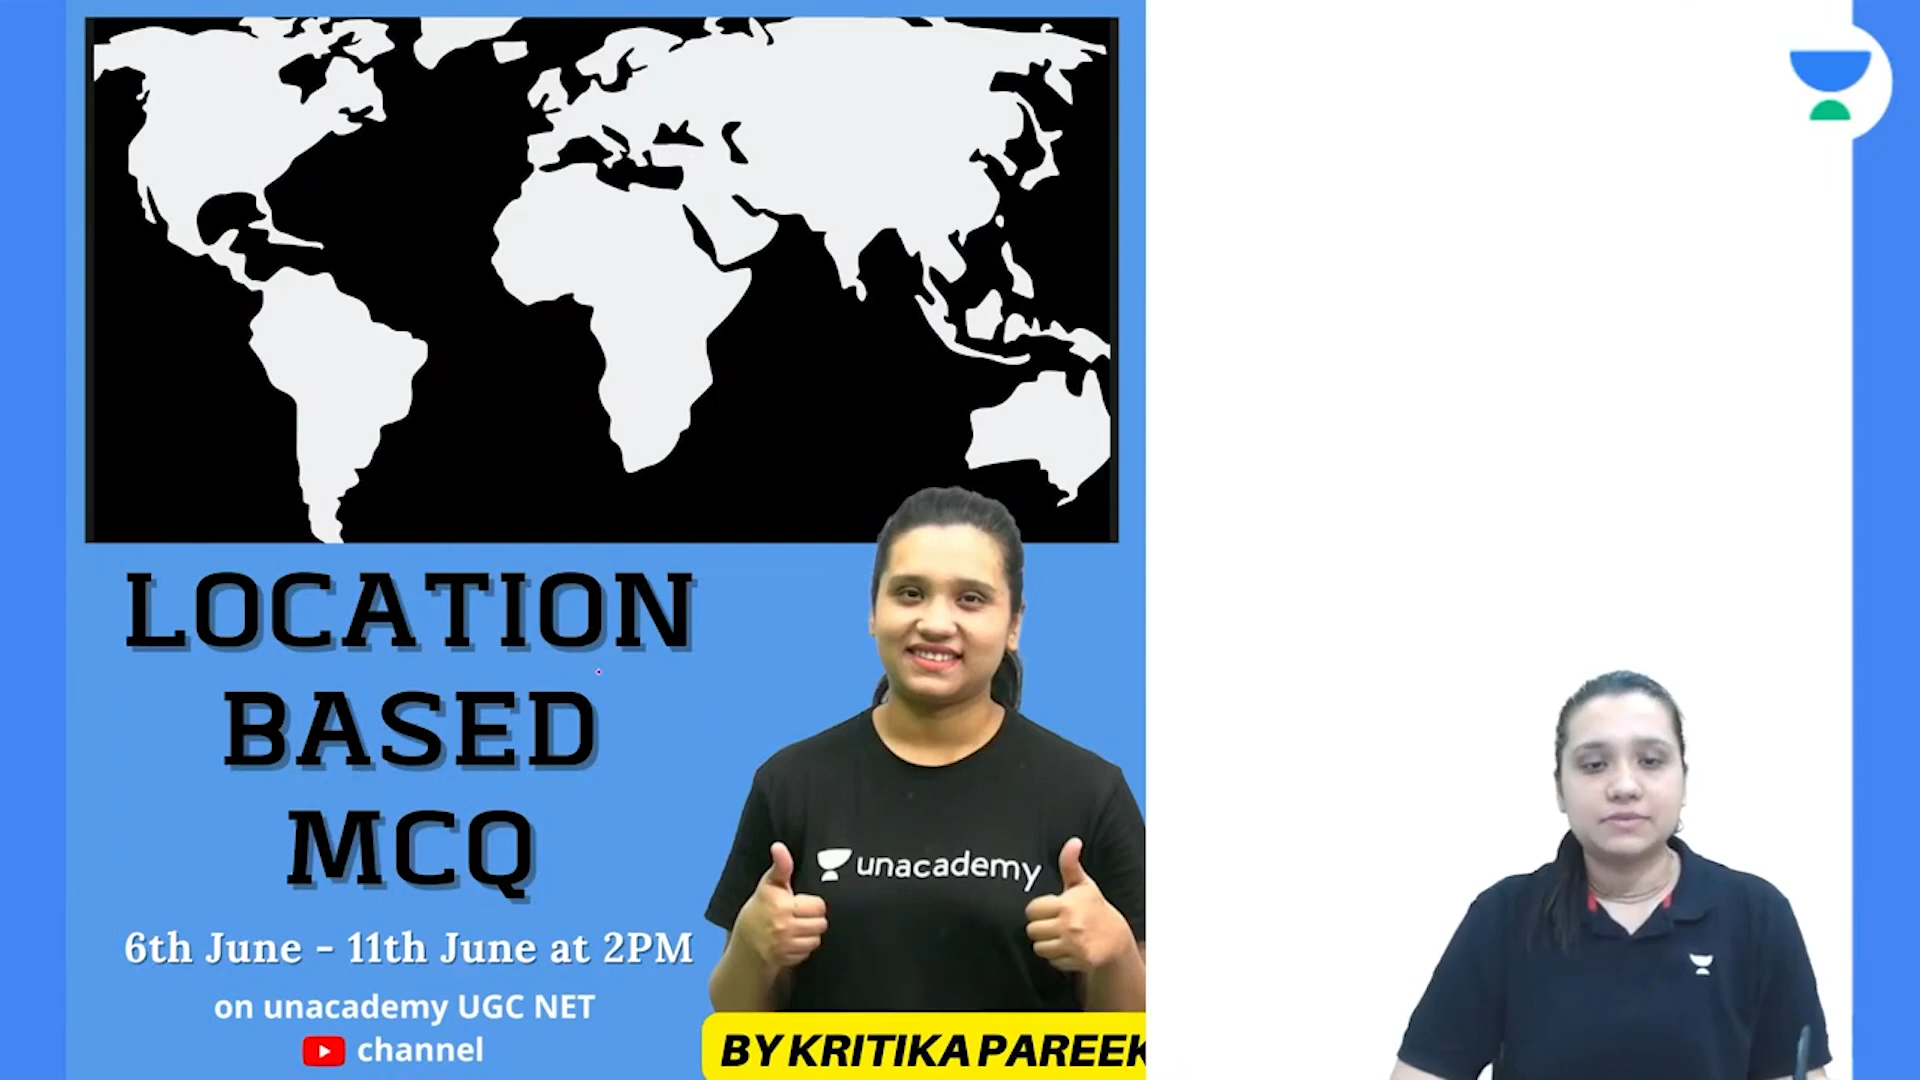 LOCATION
BASED
MCQ
6th June - 11th June at 2PM
on unacademy UGC NET
channel
unacademy
BY KRITIKA PAREEK